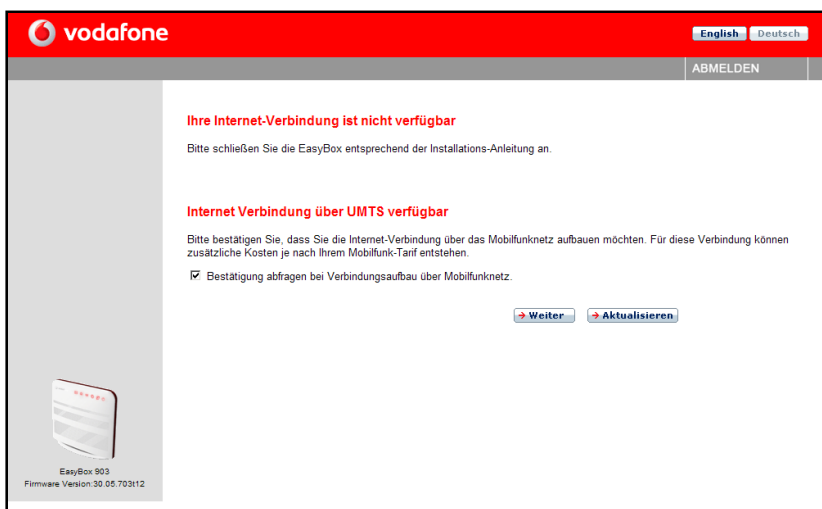 vodafone
English Deutsch
ABMELDEN
Ihre Internet-Verbindung ist nicht verfügbar
Bitte schließen Sie die EasyBox entsprechend der Installations-Anleitung an.
Internet Verbindung über UMTS verfügbar
Bitte bestätigen Sie, dass Sie die Internet-Verbindung über das Mobilfunknetz aufbauen möchten. Für diese Verbindung können
zusätzliche Kosten je nach Ihrem Mobilfunk-Tarif entstehen.
Bestätigung abfragen bei Verbindungsaufbau über Mobilfunknetz.
Weiter Aktualisieren
EasyBox 903
Firmware Version:30.05.703t12